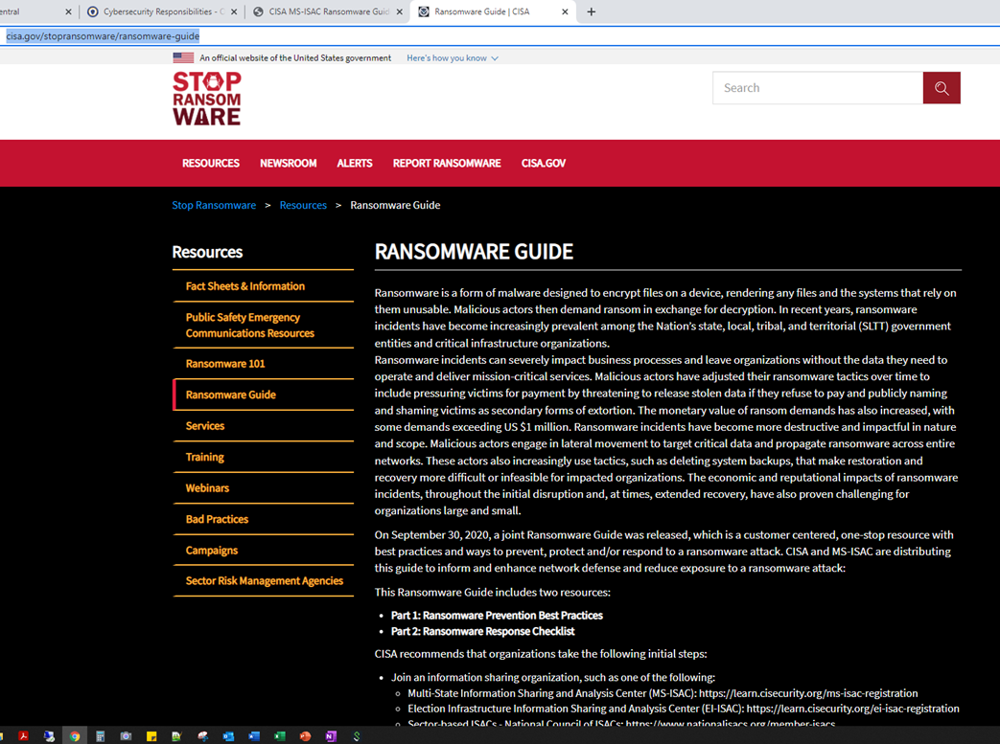 entral
Cybersecurity Responsibilities - C
CISA MS-ISAC Ransomware Guid
Ransomware Guide | CISA
cisa.gov/stopransomware/ransomware-guide
An official website of the United States government
Here's how you know
STOP
RANSOM
WARE
Search
RESOURCES
NEWSROOM
ALERTS
REPORT RANSOMWARE
CISA.GOV
Stop Ransomware > Resources > Ransomware Guide
Resources
Fact Sheets & Information
Public Safety Emergency
Communications Resources
Ransomware 101
Ransomware Guide
Services
Training
Webinars
Bad Practices
Campaigns
Sector Risk Management Agencies
RANSOMWARE GUIDE
Ransomware is a form of malware designed to encrypt files on a device, rendering any files and the systems that rely on
them unusable. Malicious actors then demand ransom in exchange for decryption. In recent years, ransomware
incidents have become increasingly prevalent among the Nation's state, local, tribal, and territorial (SLTT) government
entities and critical infrastructure organizations.
Ransomware incidents can severely impact business processes and leave organizations without the data they need to
operate and deliver mission-critical services. Malicious actors have adjusted their ransomware tactics over time to
include pressuring victims for payment by threatening to release stolen data if they refuse to pay and publicly naming
and shaming victims as secondary forms of extortion. The monetary value of ransom demands has also increased, with
some demands exceeding US $1 million. Ransomware incidents have become more destructive and impactful in nature
and scope. Malicious actors engage in lateral movement to target critical data and propagate ransomware across entire
networks. These actors also increasingly use tactics, such as deleting system backups, that make restoration and
recovery more difficult or infeasible for impacted organizations. The economic and reputational impacts of ransomware
incidents, throughout the initial disruption and, at times, extended recovery, have also proven challenging for
organizations large and small.
On September 30, 2020, a joint Ransomware Guide was released, which is a customer centered, one-stop resource with
best practices and ways to prevent, protect and/or respond to a ransomware attack. CISA and MS-ISAC are distributing
this guide to inform and enhance network defense and reduce exposure to a ransomware attack:
This Ransomware Guide includes two resources:
• Part 1: Ransomware Prevention Best Practices
• Part 2: Ransomware Response Checklist
CISA recommends that organizations take the following initial steps:
• Join an information sharing organization, such as one of the following:
Multi-State Information Sharing and Analysis Center (MS-ISAC): https://learn.cisecurity.org/ms-isac-registration
Election Infrastructure Information Sharing and Analysis Center (EI-ISAC): https://learn.cisecurity.org/ei-isac-registration
Sector-based ISACs - National Council of ISACs: https://www.nationalisacs.org/member-isacs